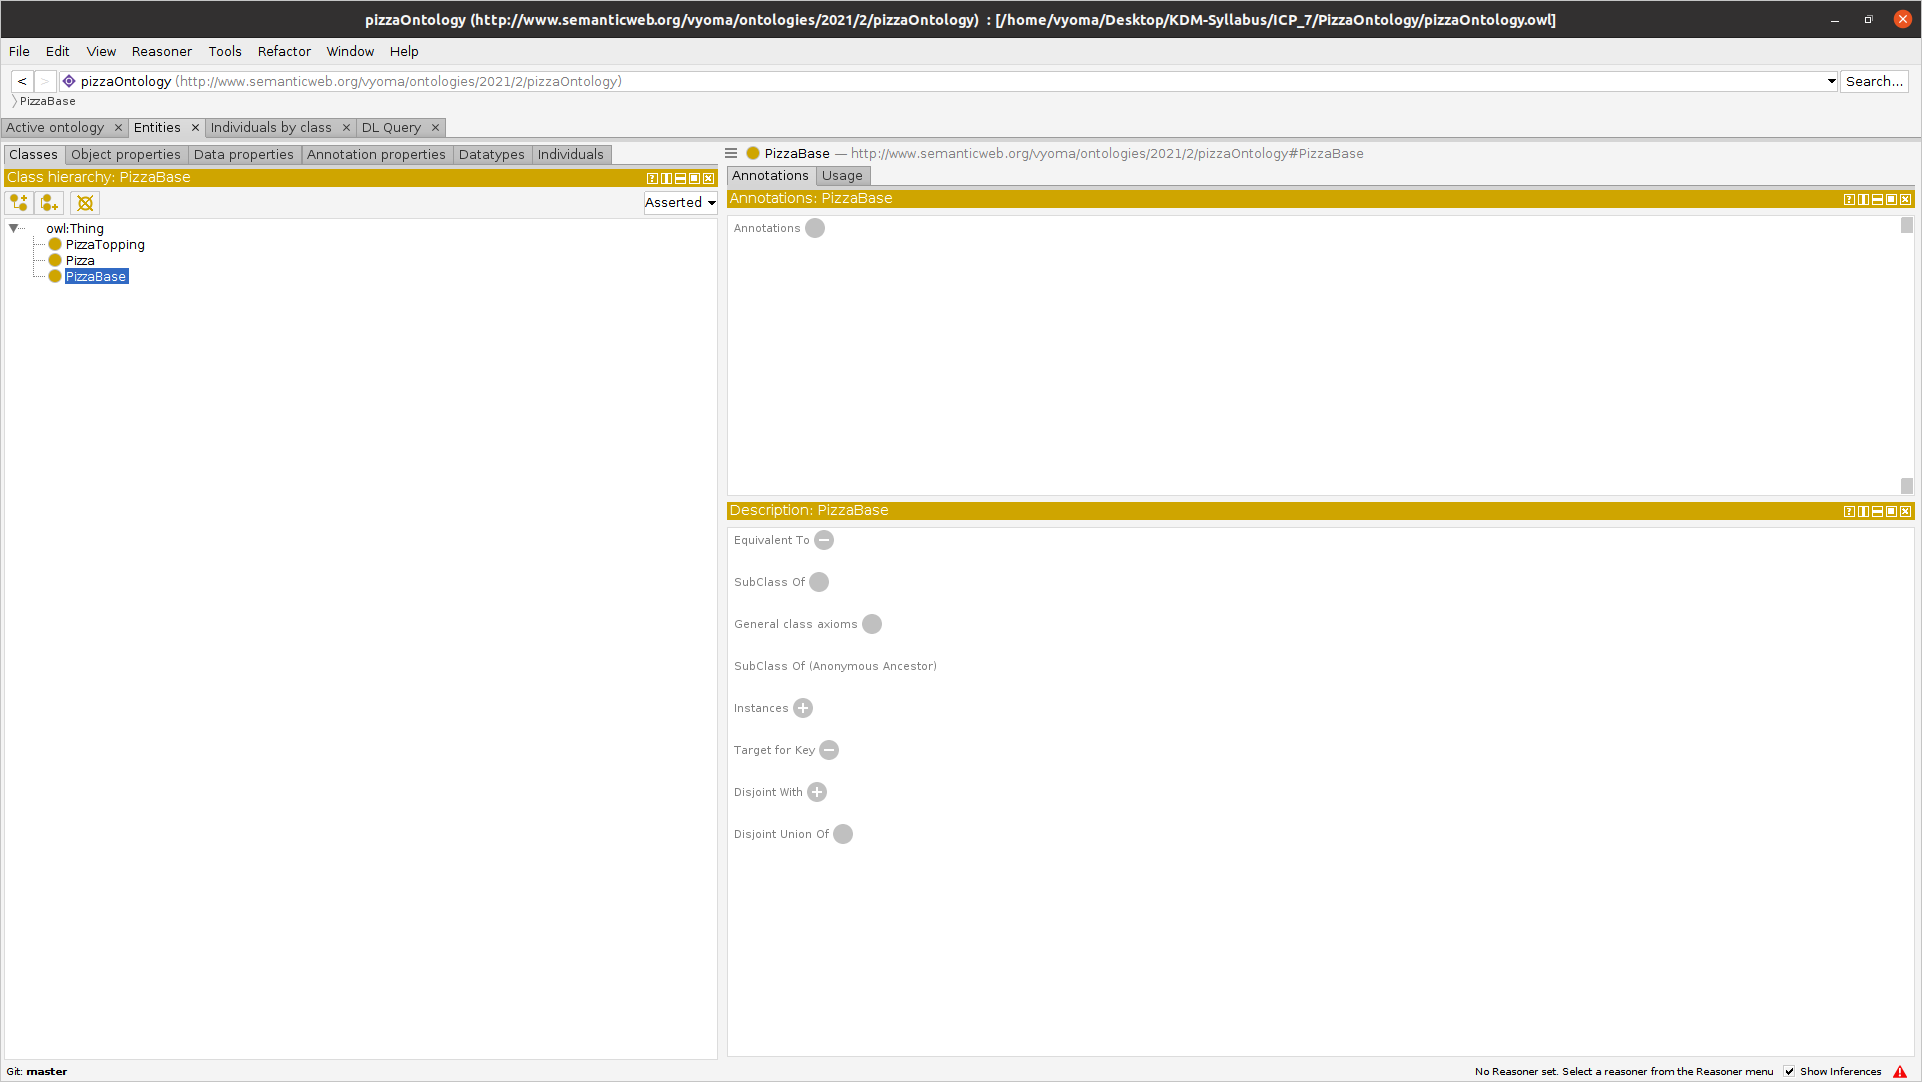 pizzaOntology (http://www.semanticweb.org/vyoma/ontologies/2021/2/pizzaOntology)  : [/home/vyoma/Desktop/KDM-Syllabus/ICP_7/PizzaOntology/pizzaOntology.owl]
File Edit View Reasoner Tools Refactor Window Help
< > pizzaOntology (http://www.semanticweb.org/vyoma/ontologies/2021/2/pizzaOntology) Search...
PizzaBase
Active ontology × Entities × Individuals by class × DL Query ×
Classes Object properties Data properties Annotation properties Datatypes Individuals
Class hierarchy: PizzaBase
Asserted
owl:Thing
PizzaTopping
Pizza
PizzaBase
PizzaBase — http://www.semanticweb.org/vyoma/ontologies/2021/2/pizzaOntology#PizzaBase
Annotations Usage
Annotations: PizzaBase
Annotations
Description: PizzaBase
Equivalent To
SubClass Of
General class axioms
SubClass Of (Anonymous Ancestor)
Instances
Target for Key
Disjoint With
Disjoint Union Of
Git: master
No Reasoner set. Select a reasoner from the Reasoner menu Show Inferences